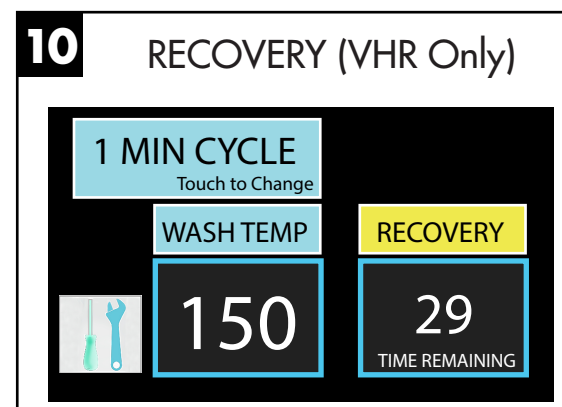 10
RECOVERY (VHR Only)
1 MIN CYCLE
Touch to Change
WASH TEMP
RECOVERY
150
29
TIME REMAINING